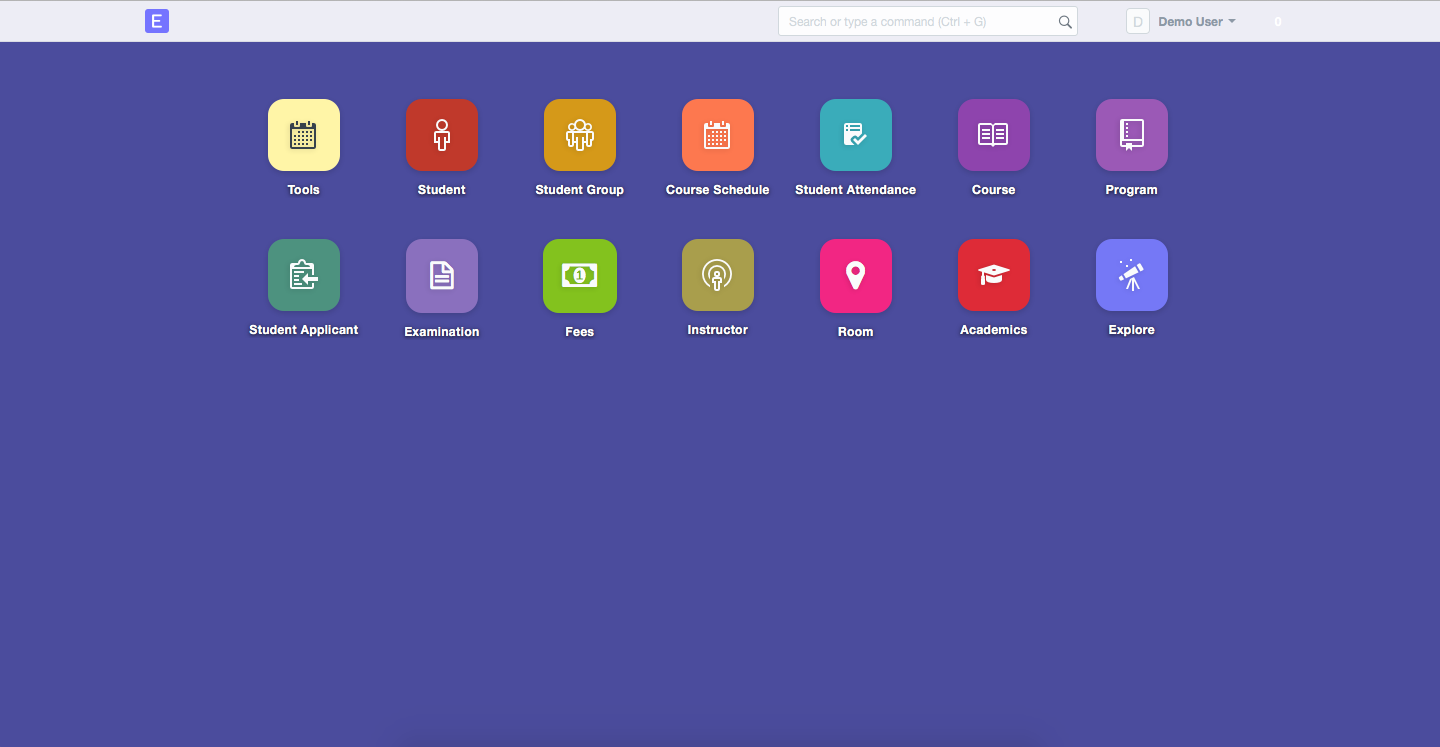 E
Search or type a command (Ctrl + G)
D
Demo User
0
Tools
Student
Student Group
Course Schedule
Student Attendance
Course
Program
Student Applicant
Examination
1
Fees
Instructor
Room
Academics
Explore